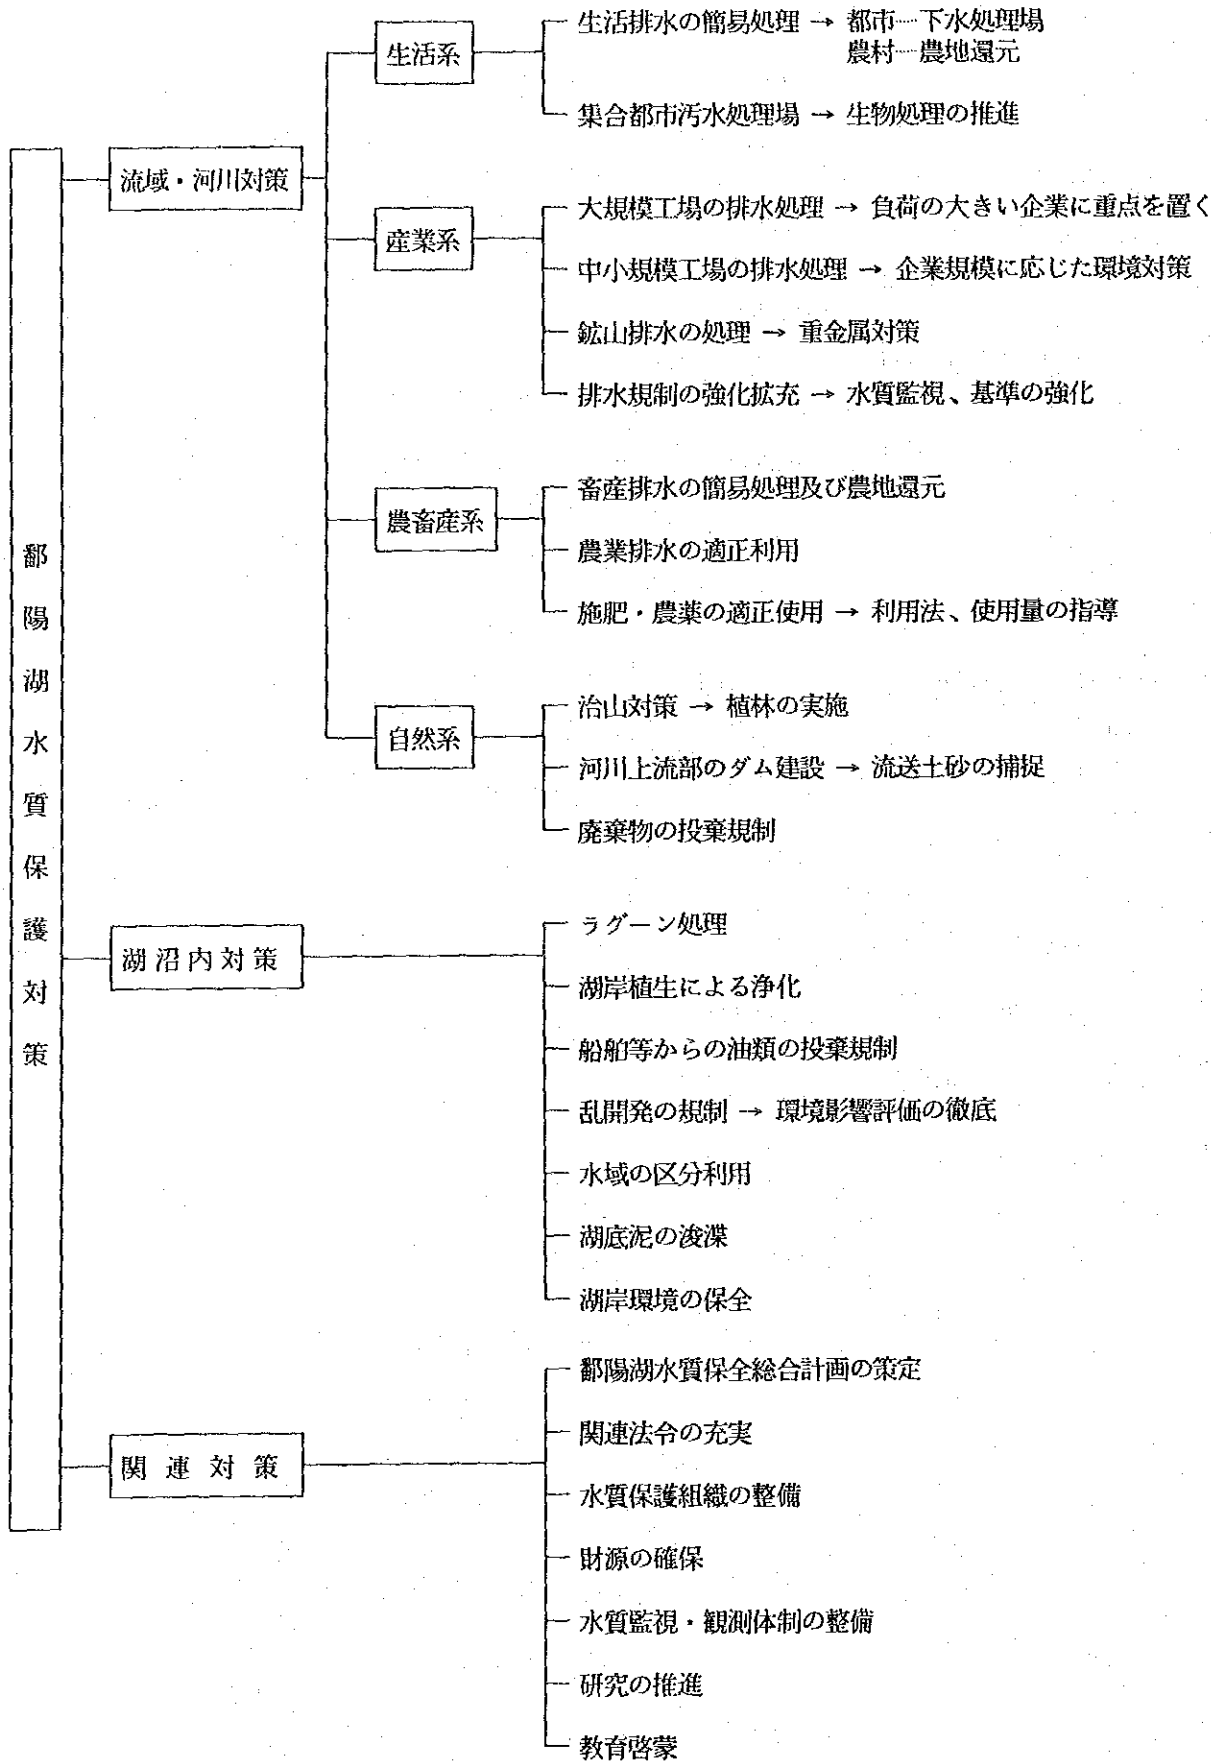 鄱陽湖水質保護対策
流域・河川対策
生活系
生活排水の簡易処理 → 都市―下水処理場
農村―農地還元
集合都市汚水処理場 → 生物処理の推進
産業系
大規模工場の排水処理 → 負荷の大きい企業に重点を置く
中小規模工場の排水処理 → 企業規模に応じた環境対策
鉱山排水の処理 → 重金属対策
排水規制の強化拡充 → 水質監視、基準の強化
農畜産系
畜産排水の簡易処理及び農地還元
農業排水の適正利用
施肥・農薬の適正使用 → 利用法、使用量の指導
自然系
治山対策 → 植林の実施
河川上流部のダム建設 → 流送土砂の捕捉
廃棄物の投棄規制
湖沼内対策
ラグーン処理
湖岸植生による浄化
船舶等からの油類の投棄規制
乱開発の規制 → 環境影響評価の徹底
水域の区分利用
湖底泥の浚渫
湖岸環境の保全
関連対策
鄱陽湖水質保全総合計画の策定
関連法令の充実
水質保護組織の整備
財源の確保
水質監視・観測体制の整備
研究の推進
教育啓蒙